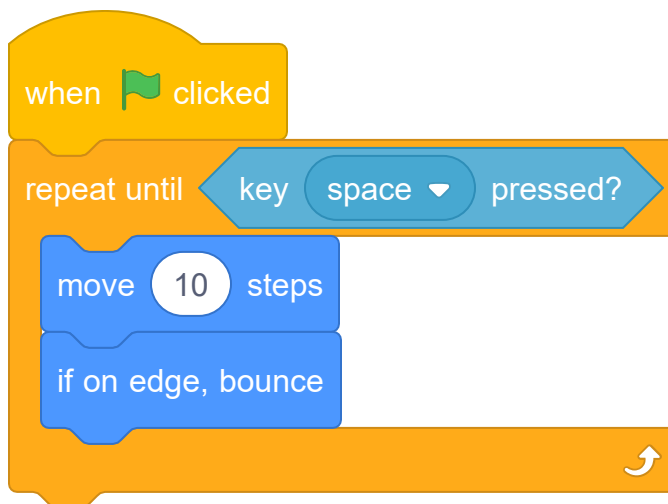 when clicked
repeat until key space pressed?
move 10 steps
if on edge, bounce